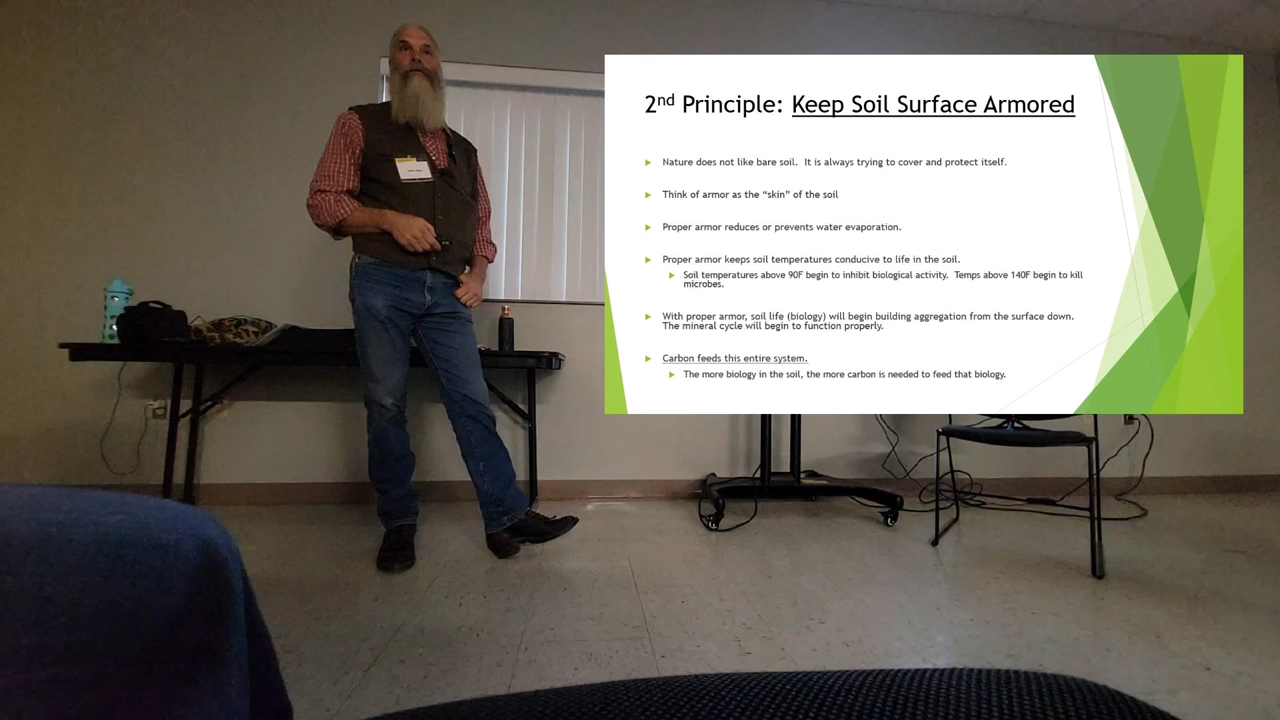 2nd Principle: Keep Soil Surface Armored
Nature does not like bare soil. It is always trying to cover and protect itself.
Think of armor as the “skin” of the soil
Proper armor reduces or prevents water evaporation.
Proper armor keeps soil temperatures conducive to life in the soil.
Soil temperatures above 90F begin to inhibit biological activity. Temps above 140F begin to kill
microbes.
With proper armor, soil life (biology) will begin building aggregation from the surface down.
The mineral cycle will begin to function properly.
Carbon feeds this entire system.
The more biology in the soil, the more carbon is needed to feed that biology.